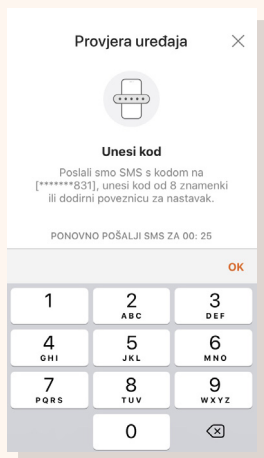 Provjera uređaja
Unesi kod
Poslali smo SMS s kodom na
[*******831], unesi kod od 8 znamenki
ili dodirni poveznicu za nastavak.
PONOVNO POŠALJI SMS ZA 00: 25
OK
1 2 3
ABC DEF
4 5 6
GHI JKL MNO
7 8 9
PQRS TUV WXYZ
0